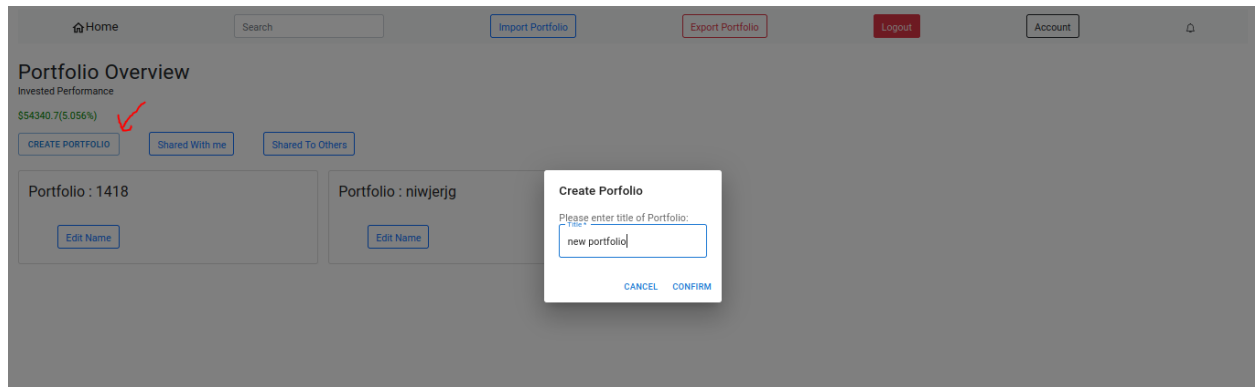 Home Search Import Portfolio Export Portfolio Logout Account
Portfolio Overview
Invested Performance
$54340.7(5.056%)
CREATE PORTFOLIO Shared With me Shared To Others
Portfolio : 1418 Portfolio : niwjerjg
Edit Name Edit Name
Create Porfolio
Please enter title of Portfolio:
Title *
new portfolio
CANCEL CONFIRM